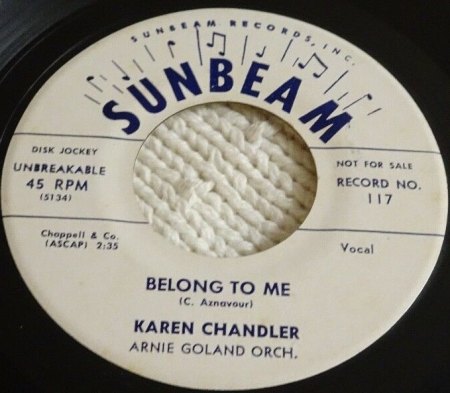 SUNBEAM RECORDS, INC.
SUNBEAM
DISK JOCKEY
UNBREAKABLE
45 RPM
(5134)
NOT FOR SALE
RECORD NO.
117
Chappell & Co.
(ASCAP) 2:35
Vocal
BELONG TO ME
(C. Aznavour)
KAREN CHANDLER
ARNIE GOLAND ORCH.